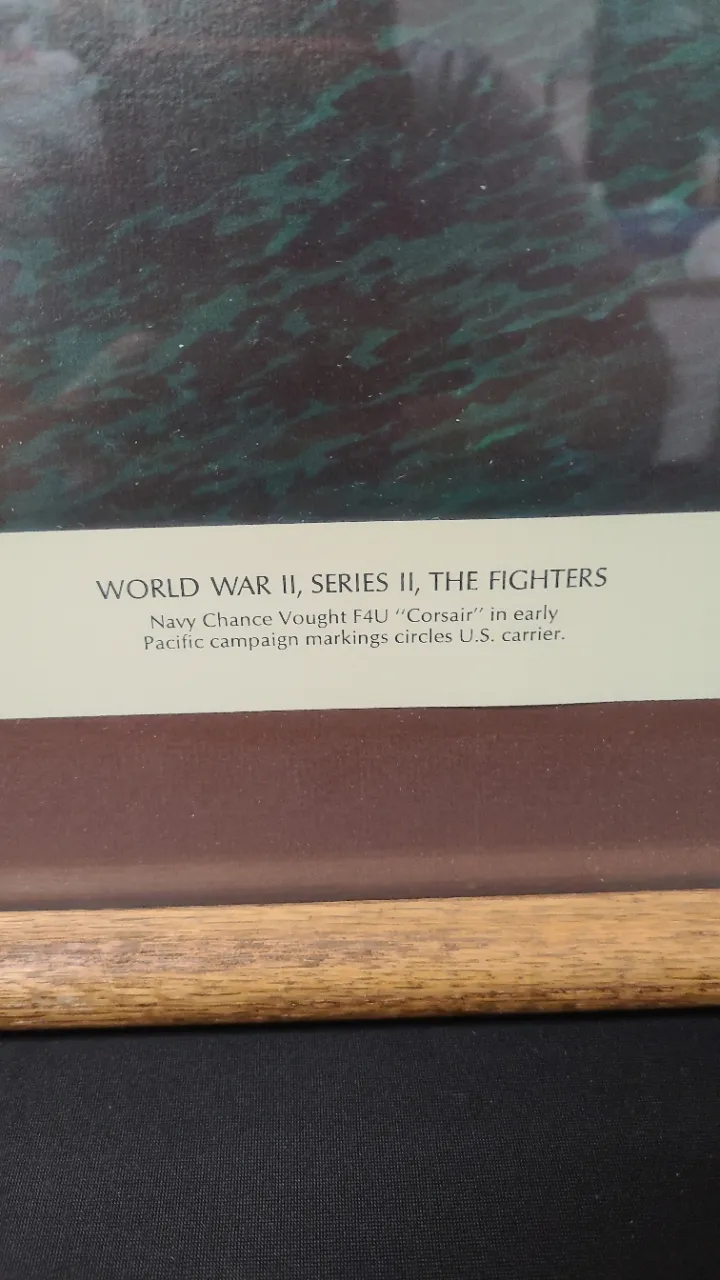 WORLD WAR II, SERIES II, THE FIGHTERS
Navy Chance Vought F4U “Corsair” in early
Pacific campaign markings circles U.S. carrier.